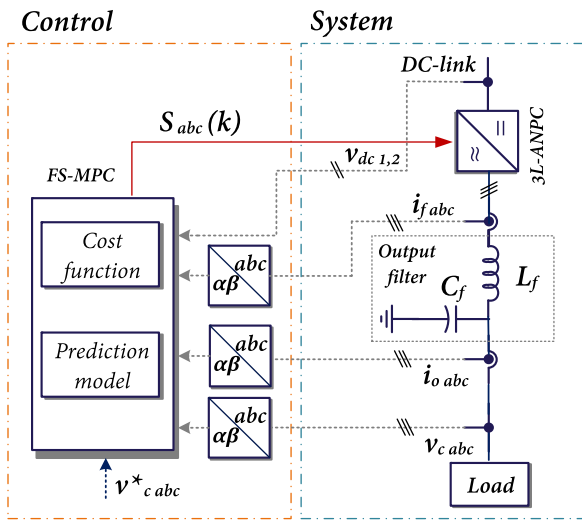 Control
System
DC-link
S abc (k)
v dc 1,2
3L-ANPC
FS-MPC
i f abc
Cost
function
abc
αβ
Output
filter
C f
L f
Prediction
model
abc
αβ
i o abc
abc
αβ
v c abc
v* c abc
Load